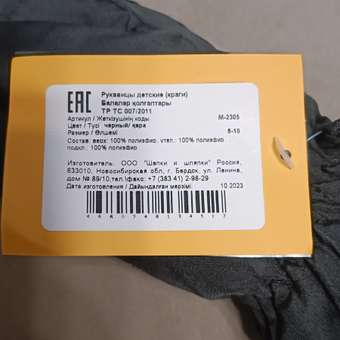 EAC
Рукавицы детские (краги)
Балалар қолғаптары
ТР ТС 007/2011
Артикул / Жеткізушінің коды M-2305
Цвет / Түсі черный/ қара
Размер / Өлшемі 8-10
Состав: верх: 100% полиэфир, утеп.: 100% полиэфир,
подкл.: 100% полиэфир
Изготовитель: ООО "Шапки и шляпки" Россия,
633010, Новосибирская обл, г. Бердск, ул. Ленина,
дом № 89/10,тел.\факс: +7 (383 41) 2-98-29
Дата изготовления / Дайындалған мерзімі: 10.2023